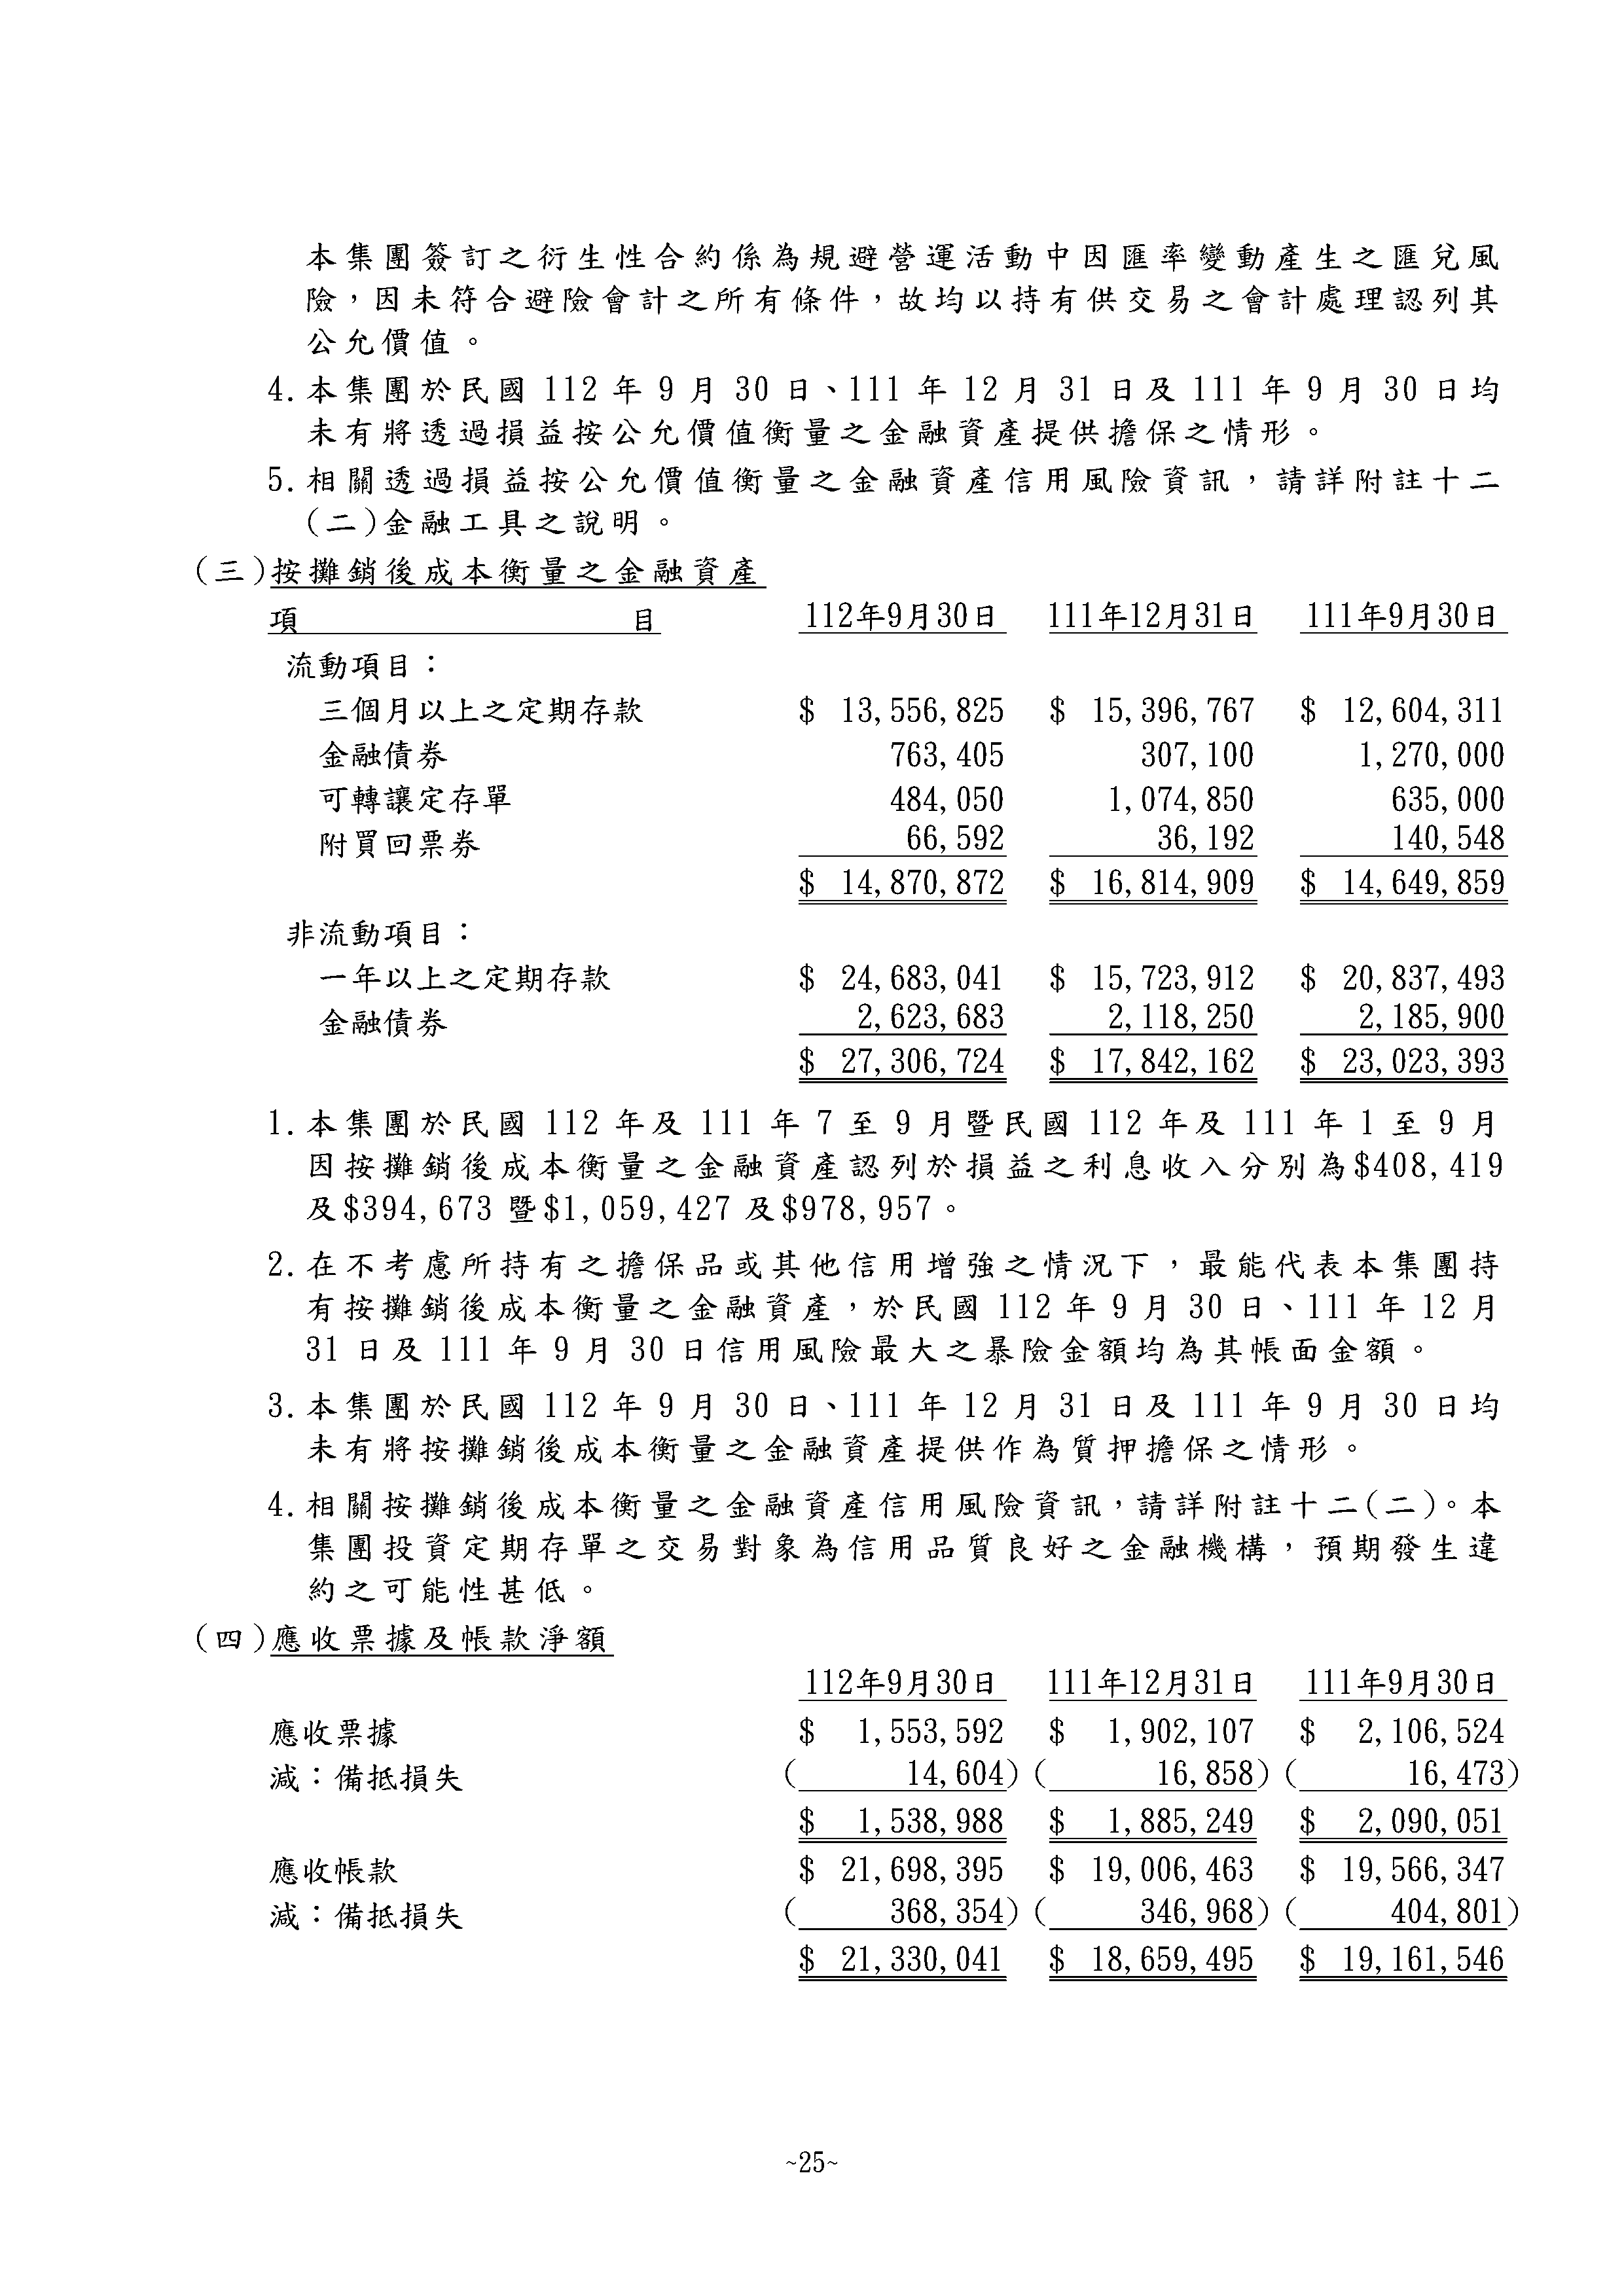 本集團簽訂之衍生性合約係為規避營運活動中因匯率變動產生之匯兌風
險，因未符合避險會計之所有條件，故均以持有供交易之會計處理認列其
公允價值。
4.本集團於民國 112 年 9 月 30 日、111 年 12 月 31 日及 111 年 9 月 30 日均
未有將透過損益按公允價值衡量之金融資產提供擔保之情形。
5.相關透過損益按公允價值衡量之金融資產信用風險資訊，請詳附註十二
(二)金融工具之說明。
(三)按攤銷後成本衡量之金融資產
項 目 112年9月30日 111年12月31日 111年9月30日
流動項目：
三個月以上之定期存款 $ 13,556,825 $ 15,396,767 $ 12,604,311
金融債券 763,405 307,100 1,270,000
可轉讓定存單 484,050 1,074,850 635,000
附買回票券 66,592 36,192 140,548
$ 14,870,872 $ 16,814,909 $ 14,649,859
非流動項目：
一年以上之定期存款 $ 24,683,041 $ 15,723,912 $ 20,837,493
金融債券 2,623,683 2,118,250 2,185,900
$ 27,306,724 $ 17,842,162 $ 23,023,393
1.本集團於民國 112 年及 111 年 7 至 9 月暨民國 112 年及 111 年 1 至 9 月
因按攤銷後成本衡量之金融資產認列於損益之利息收入分別為$408,419
及$394,673 暨$1,059,427 及$978,957。
2.在不考慮所持有之擔保品或其他信用增強之情況下，最能代表本集團持
有按攤銷後成本衡量之金融資產，於民國 112 年 9 月 30 日、111 年 12 月
31 日及 111 年 9 月 30 日信用風險最大之暴險金額均為其帳面金額。
3.本集團於民國 112 年 9 月 30 日、111 年 12 月 31 日及 111 年 9 月 30 日均
未有將按攤銷後成本衡量之金融資產提供作為質押擔保之情形。
4.相關按攤銷後成本衡量之金融資產信用風險資訊，請詳附註十二(二)。本
集團投資定期存單之交易對象為信用品質良好之金融機構，預期發生違
約之可能性甚低。
(四)應收票據及帳款淨額
112年9月30日 111年12月31日 111年9月30日
應收票據 $ 1,553,592 $ 1,902,107 $ 2,106,524
減：備抵損失 ( 14,604) ( 16,858) ( 16,473)
$ 1,538,988 $ 1,885,249 $ 2,090,051
應收帳款 $ 21,698,395 $ 19,006,463 $ 19,566,347
減：備抵損失 ( 368,354) ( 346,968) ( 404,801)
$ 21,330,041 $ 18,659,495 $ 19,161,546
~25~